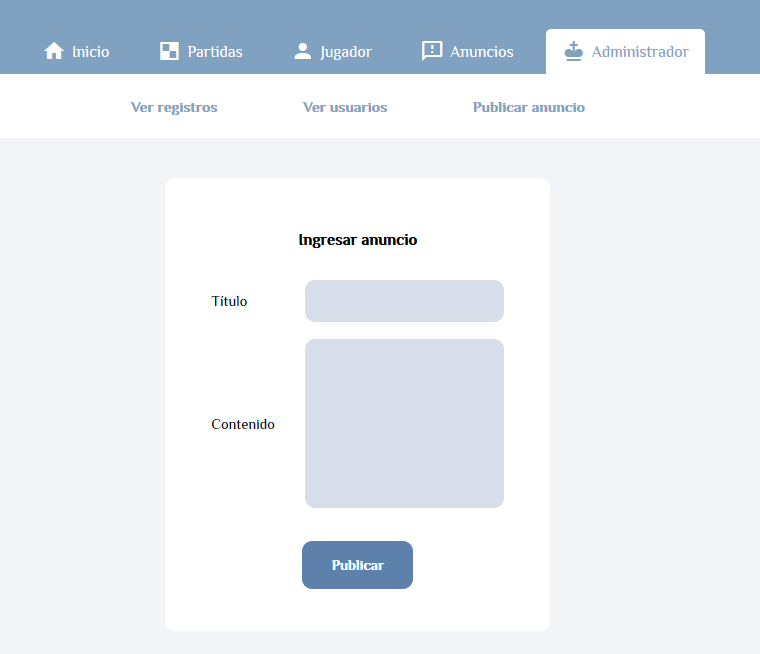 Inicio Partidas Jugador Anuncios Administrador
Ver registros Ver usuarios Publicar anuncio
Ingresar anuncio
Título
Contenido
Publicar